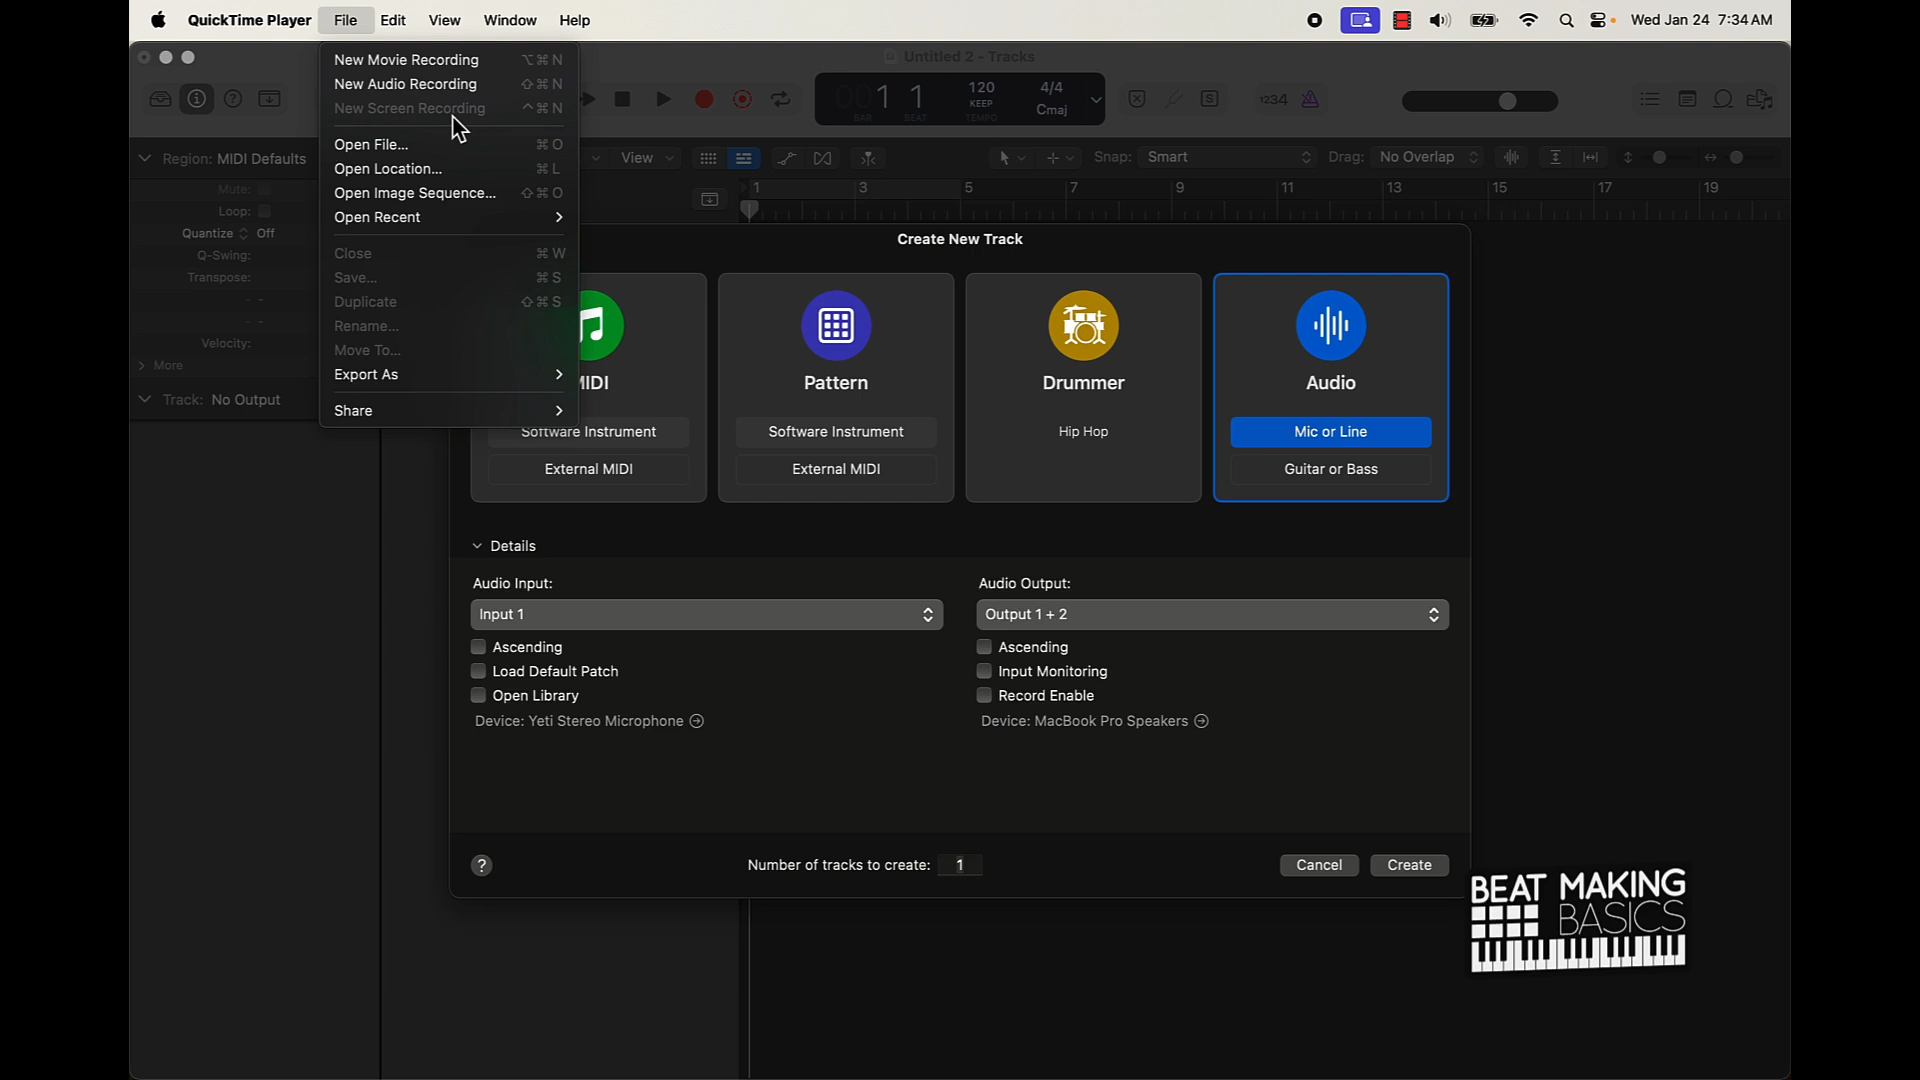 QuickTime Player File Edit View Window Help
Wed Jan 24 7:34 AM
New Movie Recording ⌥⌘N
New Audio Recording ⇧⌘N
New Screen Recording ^⌘N
Open File... ⌘O
Open Location... ⌘L
Open Image Sequence... ⇧⌘O
Open Recent
Close ⌘W
Save... ⌘S
Duplicate ⇧⌘S
Rename...
Move To...
Export As
Share
Untitled 2 - Tracks
001 1
BAR BEAT
120
KEEP
TEMPO
4/4
Cmaj
S
1234
Region: MIDI Defaults
Mute:
Loop:
Quantize Off
Q-Swing:
Transpose:
Velocity:
More
Track: No Output
View
Snap: Smart
Drag: No Overlap
1 3 5 7 9 11 13 15 17 19
Create New Track
MIDI
Software Instrument
External MIDI
Pattern
Software Instrument
External MIDI
Drummer
Hip Hop
Audio
Mic or Line
Guitar or Bass
Details
Audio Input:
Input 1
Ascending
Load Default Patch
Open Library
Device: Yeti Stereo Microphone
Audio Output:
Output 1 + 2
Ascending
Input Monitoring
Record Enable
Device: MacBook Pro Speakers
?
Number of tracks to create: 1
Cancel
Create
BEAT MAKING
BASICS